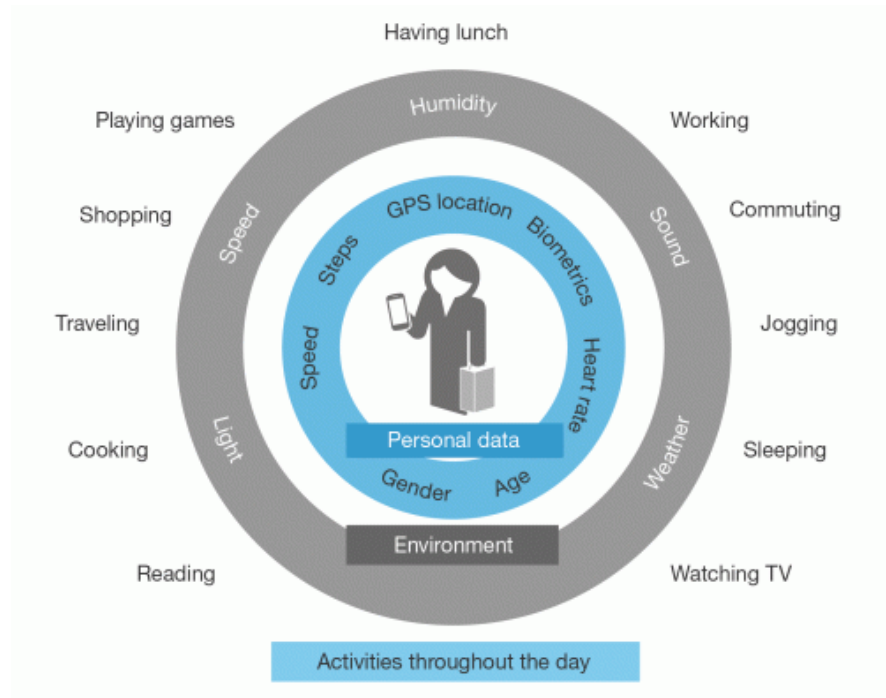 Having lunch
Humidity
Playing games
Working
GPS location
Shopping
Commuting
Speed
Sound
Steps
Biometrics
Traveling
Jogging
Speed
Heart rate
Light
Weather
Personal data
Cooking
Sleeping
Gender
Age
Environment
Reading
Watching TV
Activities throughout the day